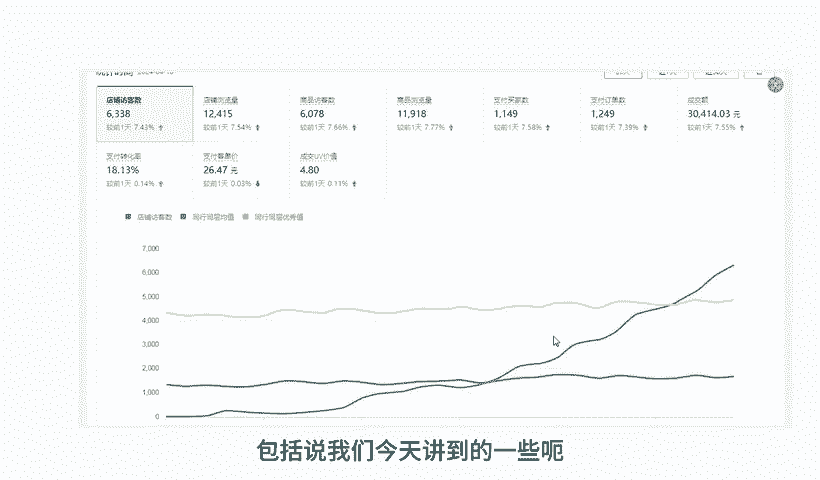 店铺访客数 店铺浏览量 商品访客数 商品浏览量 支付买家数 支付订单数 成交额
6,338 12,415 6,078 11,918 1,149 1,249 30,414.03 元
较前1天 7.43% 较前1天 7.54% 较前1天 7.66% 较前1天 7.77% 较前1天 7.58% 较前1天 7.39% 较前1天 7.55%
支付转化率 支付客单价 成交UV价值
18.13% 26.47 元 4.80
较前1天 0.14% 较前1天 0.03% 较前1天 0.11%
店铺访客数 同行同层均值 同行同层优秀值
7,000
6,000
5,000
4,000
3,000
2,000
1,000
0
包括说我们今天讲到的一些呃